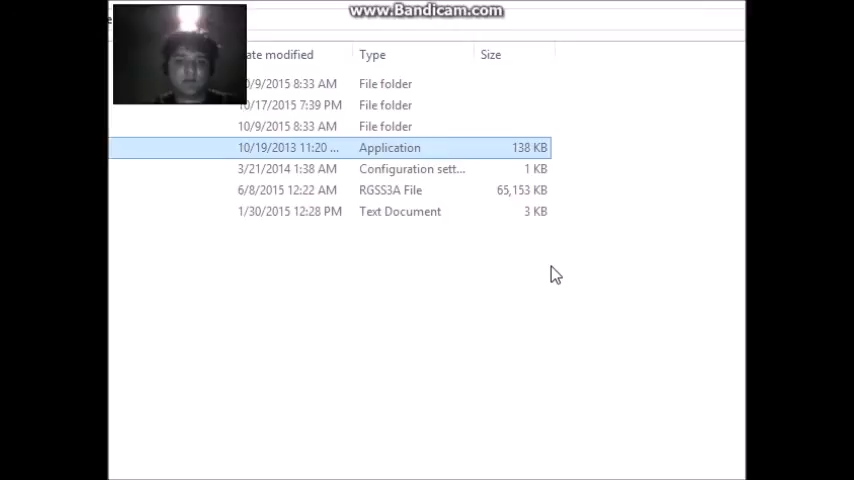 www.Bandicam.com
ate modified Type Size
0/9/2015 8:33 AM File folder
10/17/2015 7:39 PM File folder
10/9/2015 8:33 AM File folder
10/19/2013 11:20 ... Application 138 KB
3/21/2014 1:38 AM Configuration sett... 1 KB
6/8/2015 12:22 AM RGSS3A File 65,153 KB
1/30/2015 12:28 PM Text Document 3 KB